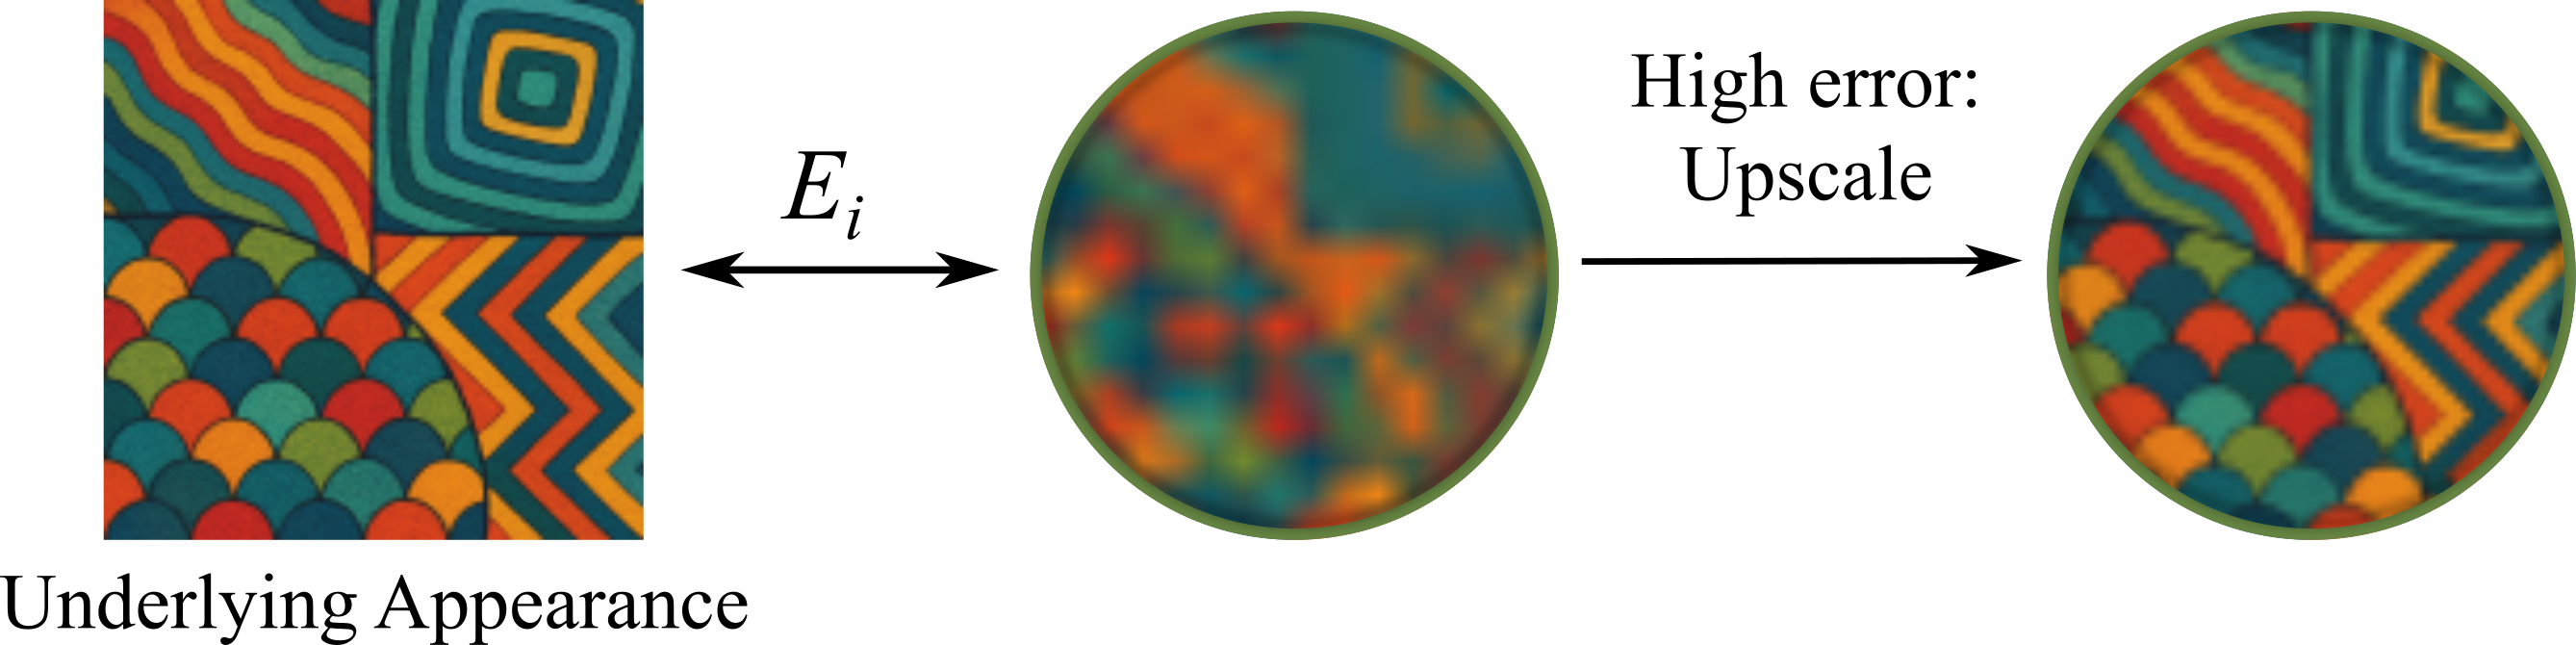 E_i
High error:
Upscale
Underlying Appearance